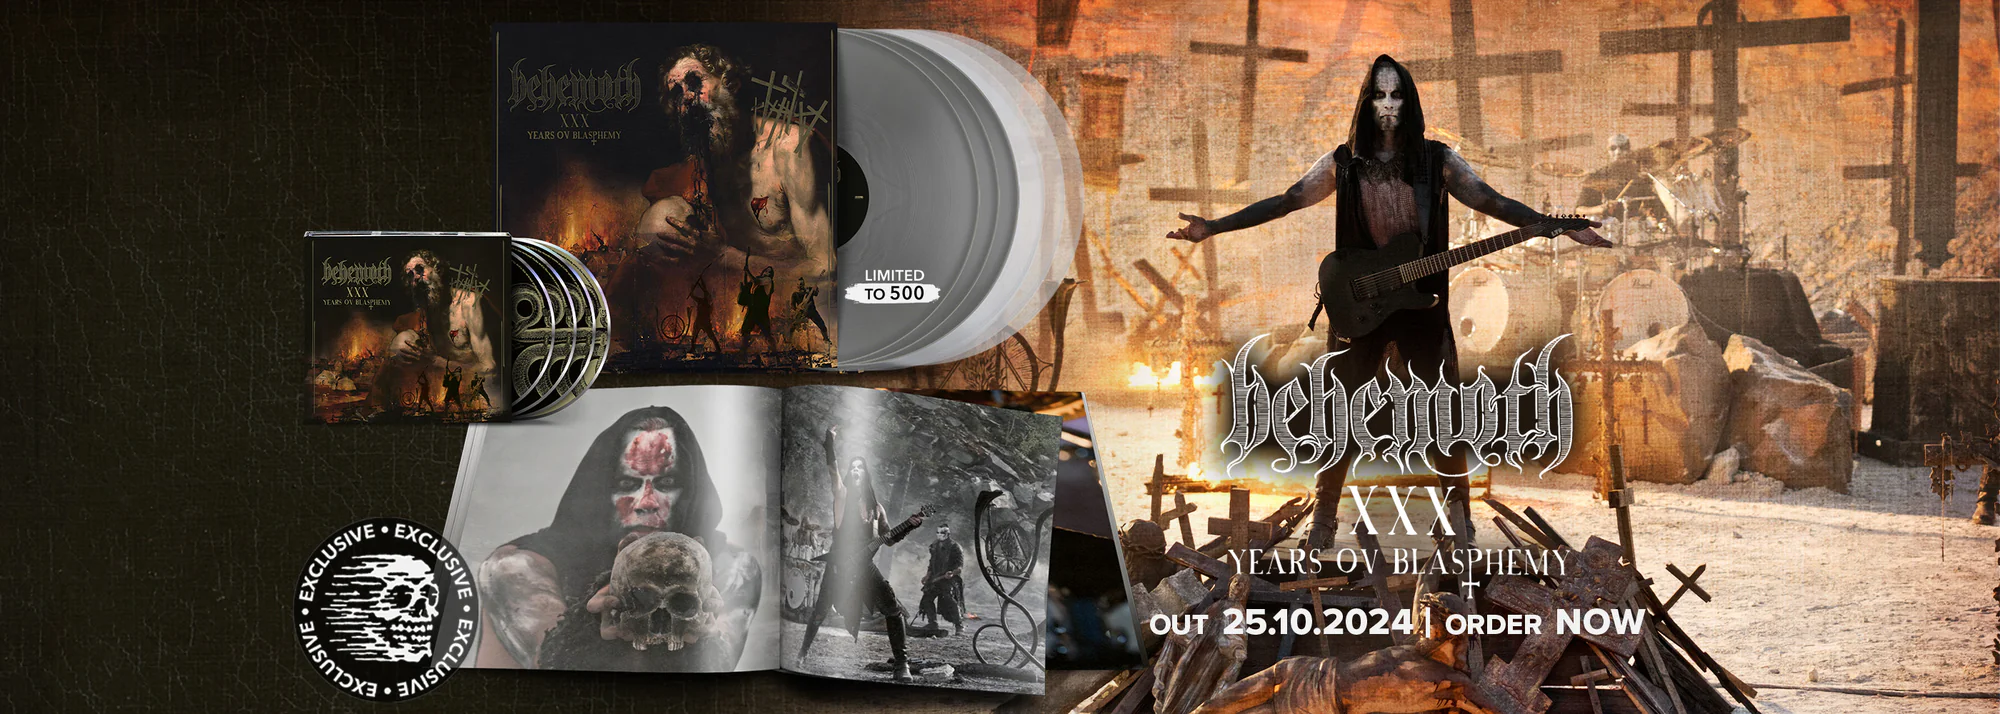 behemoth
XXX
YEARS OV BLASPHEMY
behemoth
XXX
YEARS OV BLASPHEMY
LIMITED
TO 500
EXCLUSIVE • EXCLUSIVE • EXCLUSIVE • EXCLUSIVE •
behemoth
XXX
YEARS OV BLASPHEMY
OUT 25.10.2024 | ORDER NOW